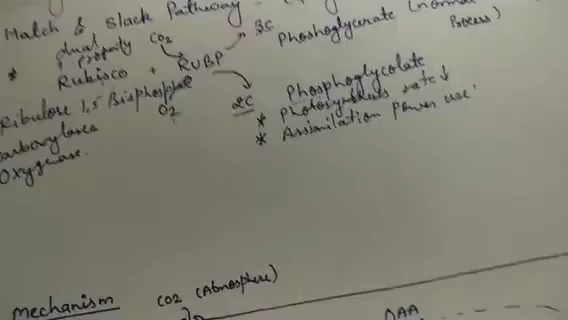 Hatch & Slack Pathway
* dual property CO2 3C Phoshoglycerate (normal Process)
Rubisco + RUBP
Ribulose 1,5 Bisphosphate carboxylase Oxygenase.
O2 2C Phosphoglycolate
* Photosynthesis rate ↓
* Assimilation power use
Mechanism CO2 (Atmosphere)
OAA